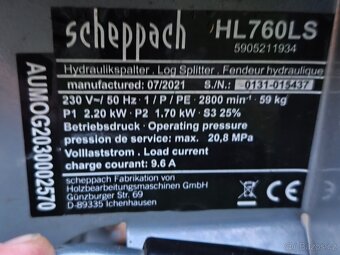 scheppach HL760LS
5905211934
Hydraulikspalter . Log Splitter . Fendeur hydraulique
manufactured: 07/2021 S./N.: 0131-015437
230 V~/ 50 Hz · 1 / P / PE · 2800 min-1 · 59 kg
P1 2.20 kW · P2 1.70 kW · S3 25%
Betriebsdruck · Operating pressure
pression de service: max. 20,8 MPa
Volllaststrom . Load current
charge courant: 9.6 A
scheppach Fabrikation von
Holzbearbeitungsmaschinen GmbH
Günzburger Str. 69
D-89335 Ichenhausen
CE
AUMOG20300002570